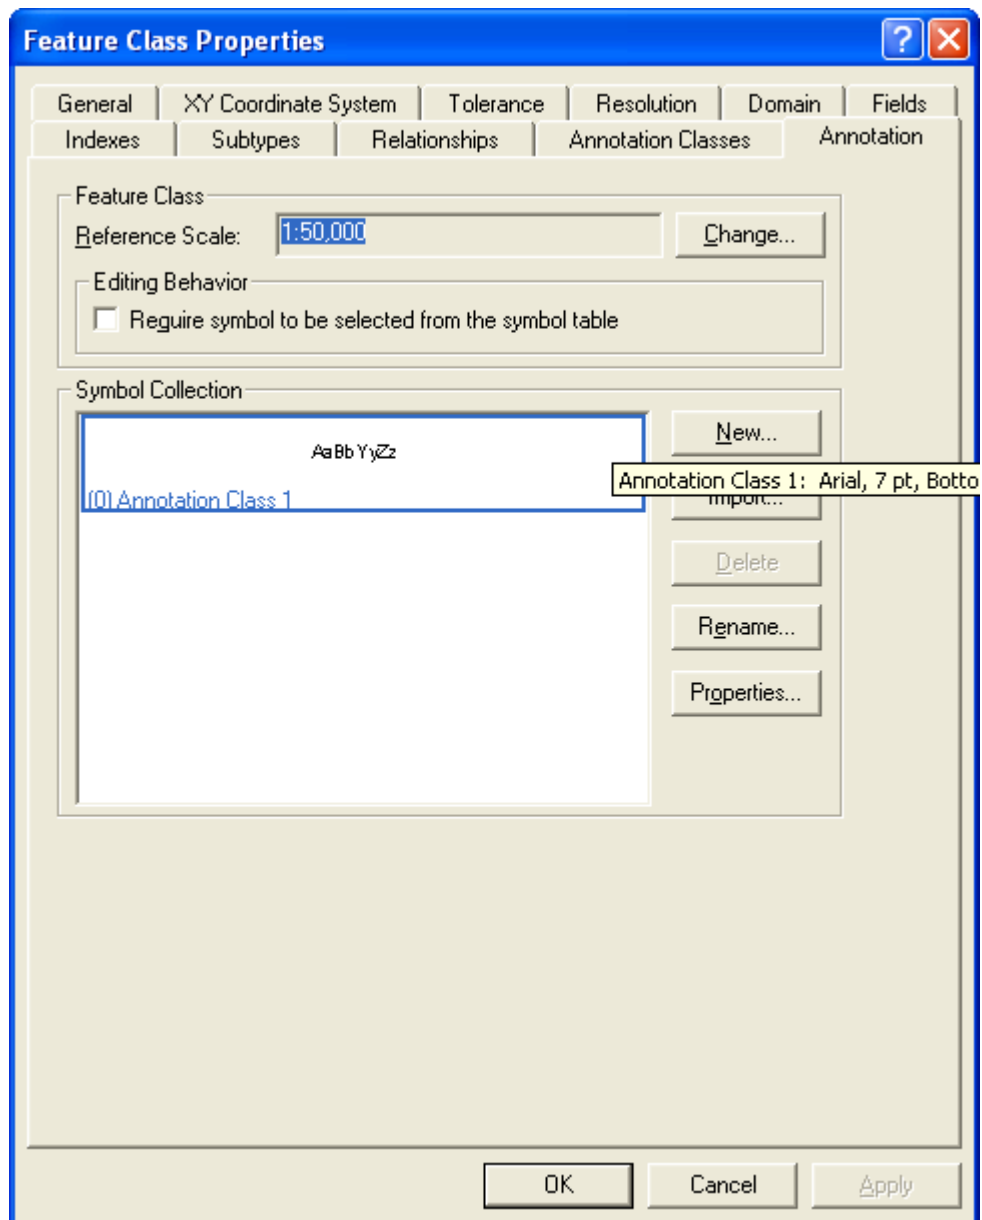 Feature Class Properties
General XY Coordinate System Tolerance Resolution Domain Fields
Indexes Subtypes Relationships Annotation Classes Annotation
Feature Class
Reference Scale: 1:50,000 Change...
Editing Behavior
Require symbol to be selected from the symbol table
Symbol Collection
AaBbYyZz
New...
(0) Annotation Class 1
Annotation Class 1: Arial, 7 pt, Botto
Import...
Delete
Rename...
Properties...
OK Cancel Apply